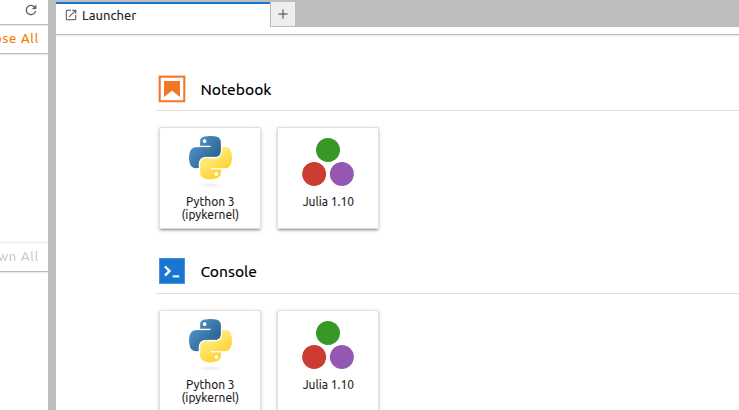 Launcher
ose All
Notebook
Python 3
(ipykernel)
Julia 1.10
wn All
Console
Python 3
(ipykernel)
Julia 1.10